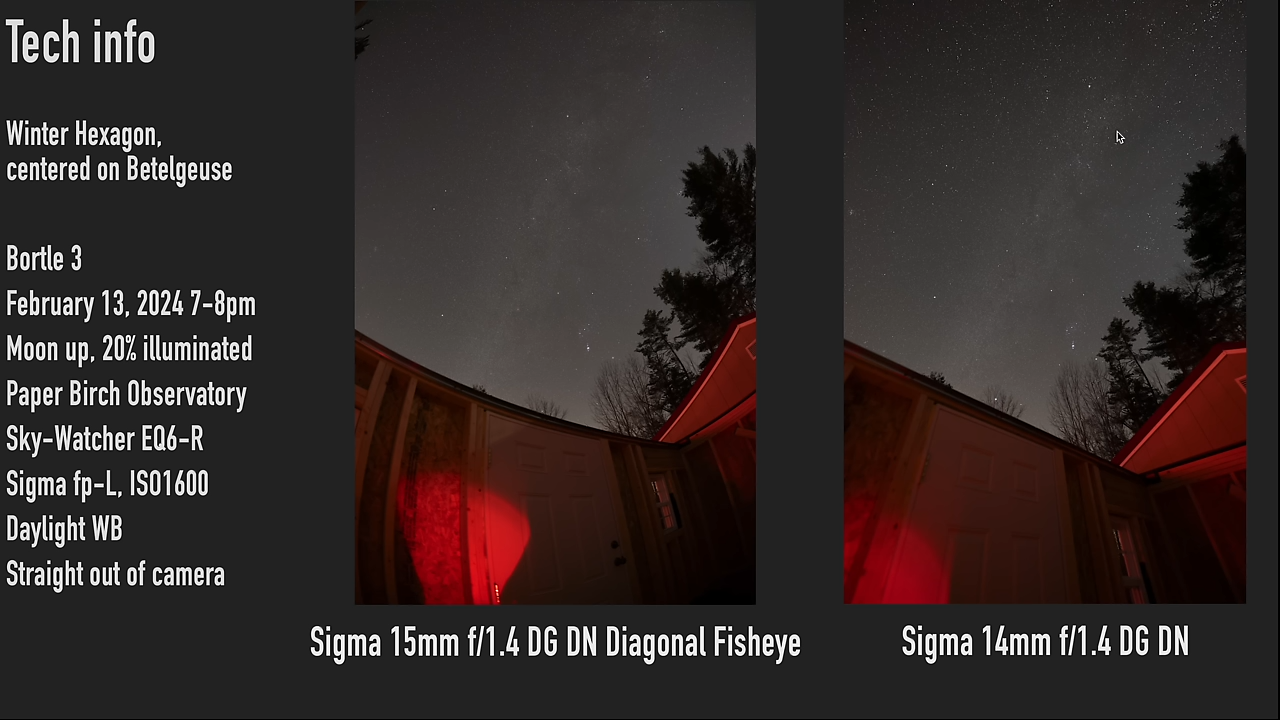 Tech info
Winter Hexagon,
centered on Betelgeuse
Bortle 3
February 13, 2024 7-8pm
Moon up, 20% illuminated
Paper Birch Observatory
Sky-Watcher EQ6-R
Sigma fp-L, ISO1600
Daylight WB
Straight out of camera
Sigma 15mm f/1.4 DG DN Diagonal Fisheye
Sigma 14mm f/1.4 DG DN